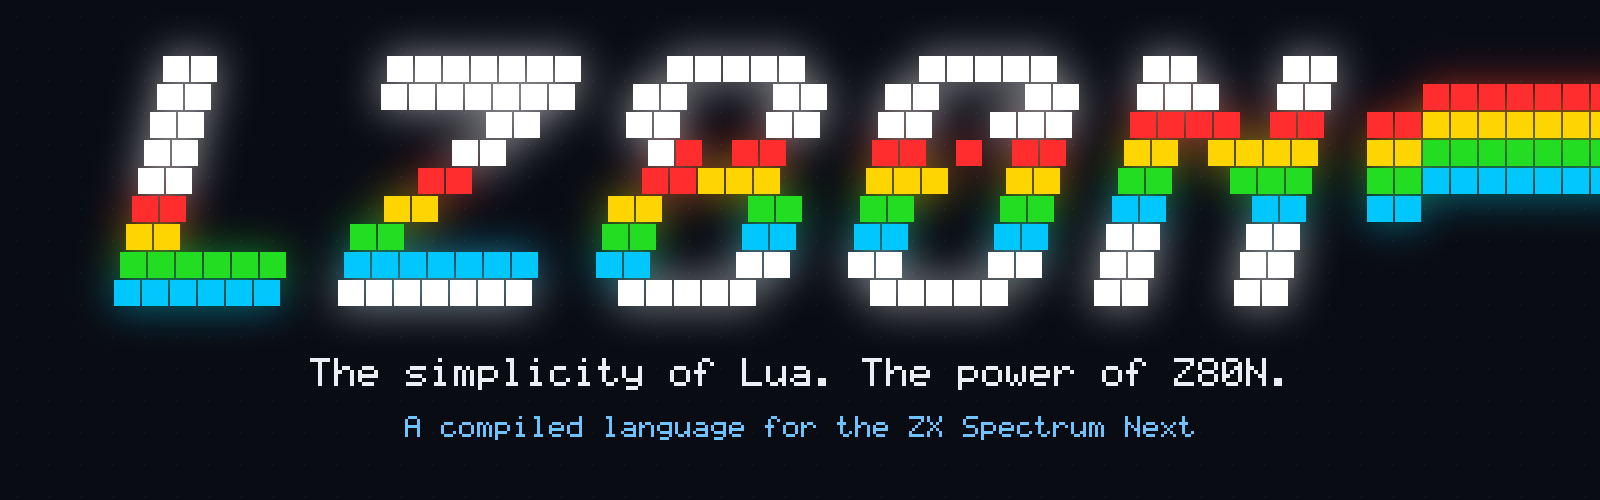 LZ80N
The simplicity of Lua. The power of Z80N.
A compiled language for the ZX Spectrum Next